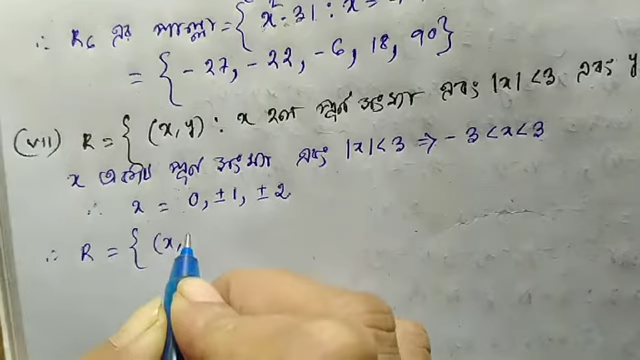 ∴ R₆ এর পাল্লা = { x² - 31 : x =
= { -27, -22, -6, 18, 90}
(vii) R = { (x, y) : x হল পূর্ণ সংখ্যা এবং |x| < 3 এবং y
x একটি পূর্ণ সংখ্যা এবং |x| < 3 ⇒ -3 < x < 3
∴ x = 0, ±1, ±2
∴ R = { (x,